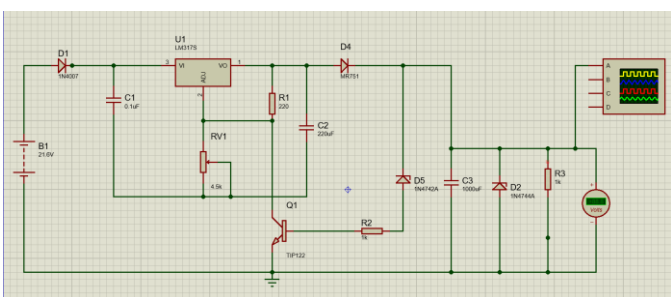 U1
LM317S
D1
1N4007
3
VI
VO
1
ADJ
2
D4
MR751
C1
0.1uF
R1
220
C2
220uF
RV1
4.5k
B1
21.6V
Q1
TIP122
R2
1k
D5
1N4742A
C3
1000uF
D2
1N4744A
R3
1k
A
B
C
D
+
Volts
-